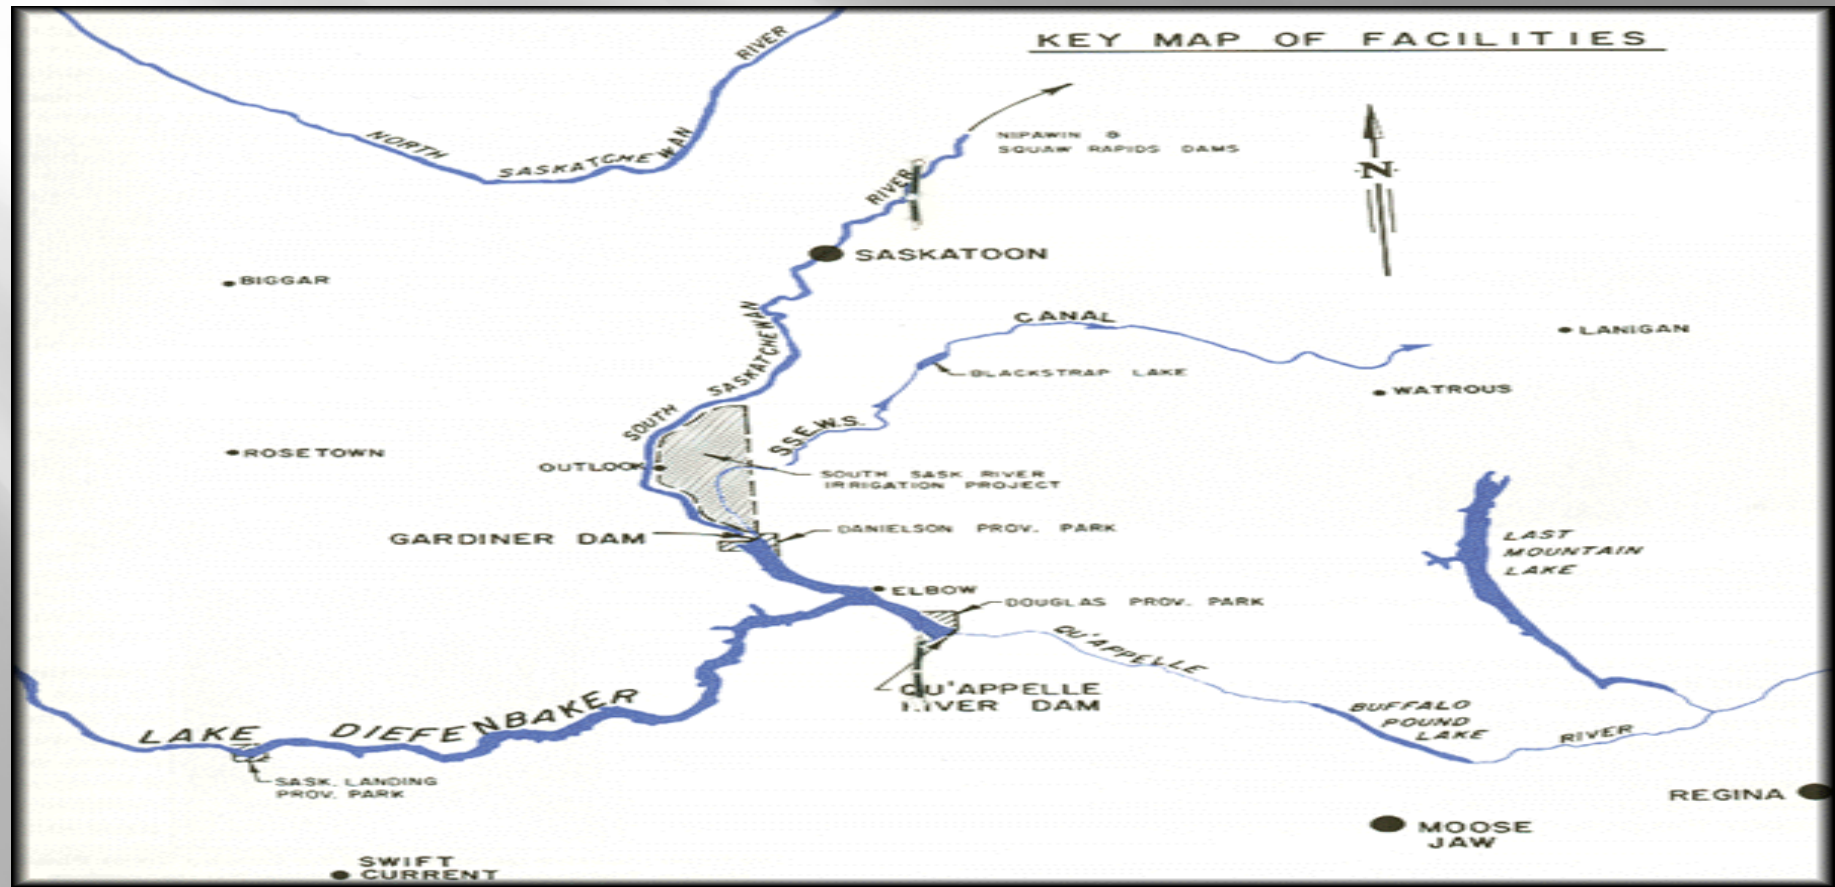 KEY MAP OF FACILITIES
NORTH SASKATCHEWAN RIVER
NIPAWIN &
SQUAW RAPIDS DAMS
N
RIVER
SASKATOON
BIGGAR
CANAL
LANIGAN
SOUTH SASKATCHEWAN
BLACKSTRAP LAKE
WATROUS
S.S.E.W.S.
ROSETOWN
OUTLOOK
SOUTH SASK RIVER
IRRIGATION PROJECT
GARDINER DAM
DANIELSON PROV. PARK
LAST
MOUNTAIN
LAKE
ELBOW
DOUGLAS PROV. PARK
QU'APPELLE
QU'APPELLE
RIVER DAM
LAKE DIEFENBAKER
BUFFALO
POUND
LAKE
RIVER
SASK. LANDING
PROV. PARK
REGINA
MOOSE
JAW
SWIFT
CURRENT